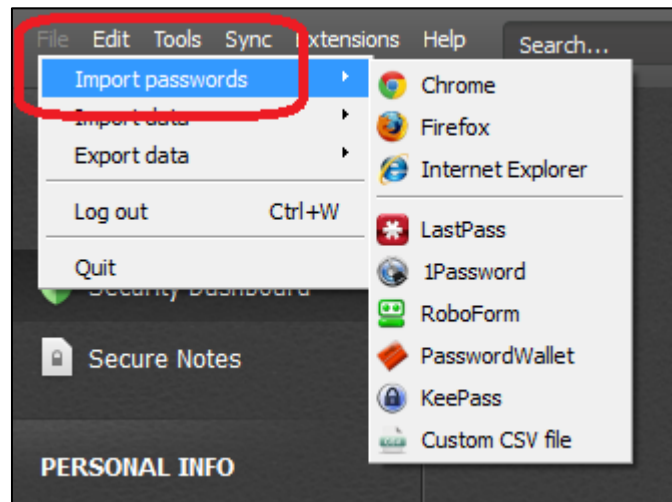 File Edit Tools Sync Extensions Help Search...
Import passwords
Import data
Export data
Log out Ctrl+W
Quit
Chrome
Firefox
Internet Explorer
LastPass
1Password
RoboForm
PasswordWallet
KeePass
Custom CSV file
Security Dashboard
Secure Notes
PERSONAL INFO